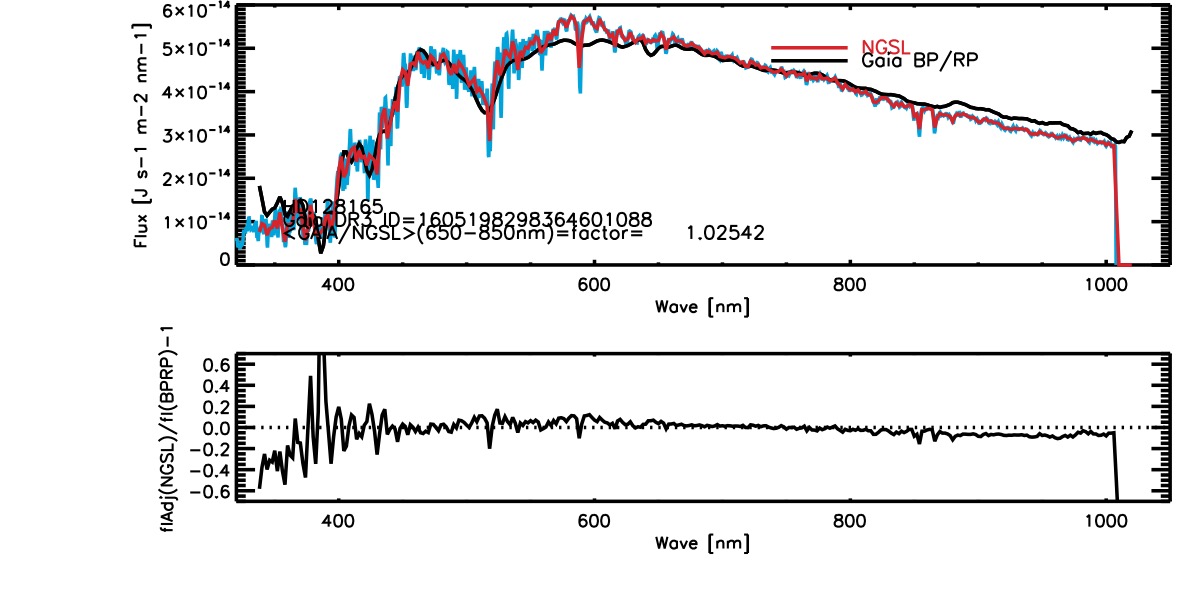 6×10−14
5×10−14
4×10−14
3×10−14
2×10−14
1×10−14
0
Flux [J s−1 m−2 nm−1]
NGSL
Gaia BP/RP
HD128165
Gaia DR3 ID=1605198298364601088
<GAIA/NGSL>(650−850nm)=factor= 1.02542
400 600 800 1000
Wave [nm]
flAdj(NGSL)/fl(BPRP)−1
0.6
0.4
0.2
0.0
−0.2
−0.4
−0.6
400 600 800 1000
Wave [nm]